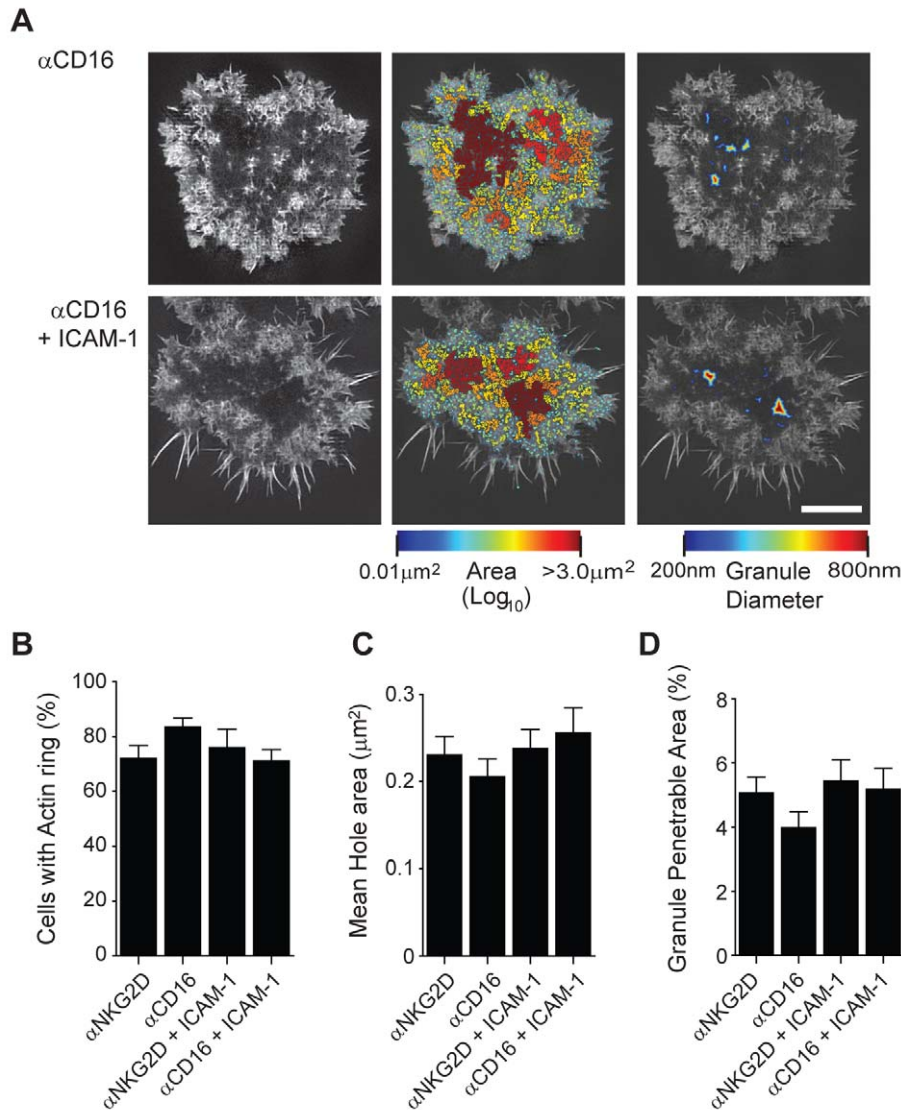 A
αCD16
αCD16
+ ICAM-1
0.01μm² Area >3.0μm²
(Log₁₀)
200nm Granule 800nm
Diameter
B
Cells with Actin ring (%)
100
80
60
40
20
0
αNKG2D
αCD16
αNKG2D + ICAM-1
αCD16 + ICAM-1
C
Mean Hole area (μm²)
0.3
0.2
0.1
0
αNKG2D
αCD16
αNKG2D + ICAM-1
αCD16 + ICAM-1
D
Granule Penetrable Area (%)
8
6
4
2
0
αNKG2D
αCD16
αNKG2D + ICAM-1
αCD16 + ICAM-1